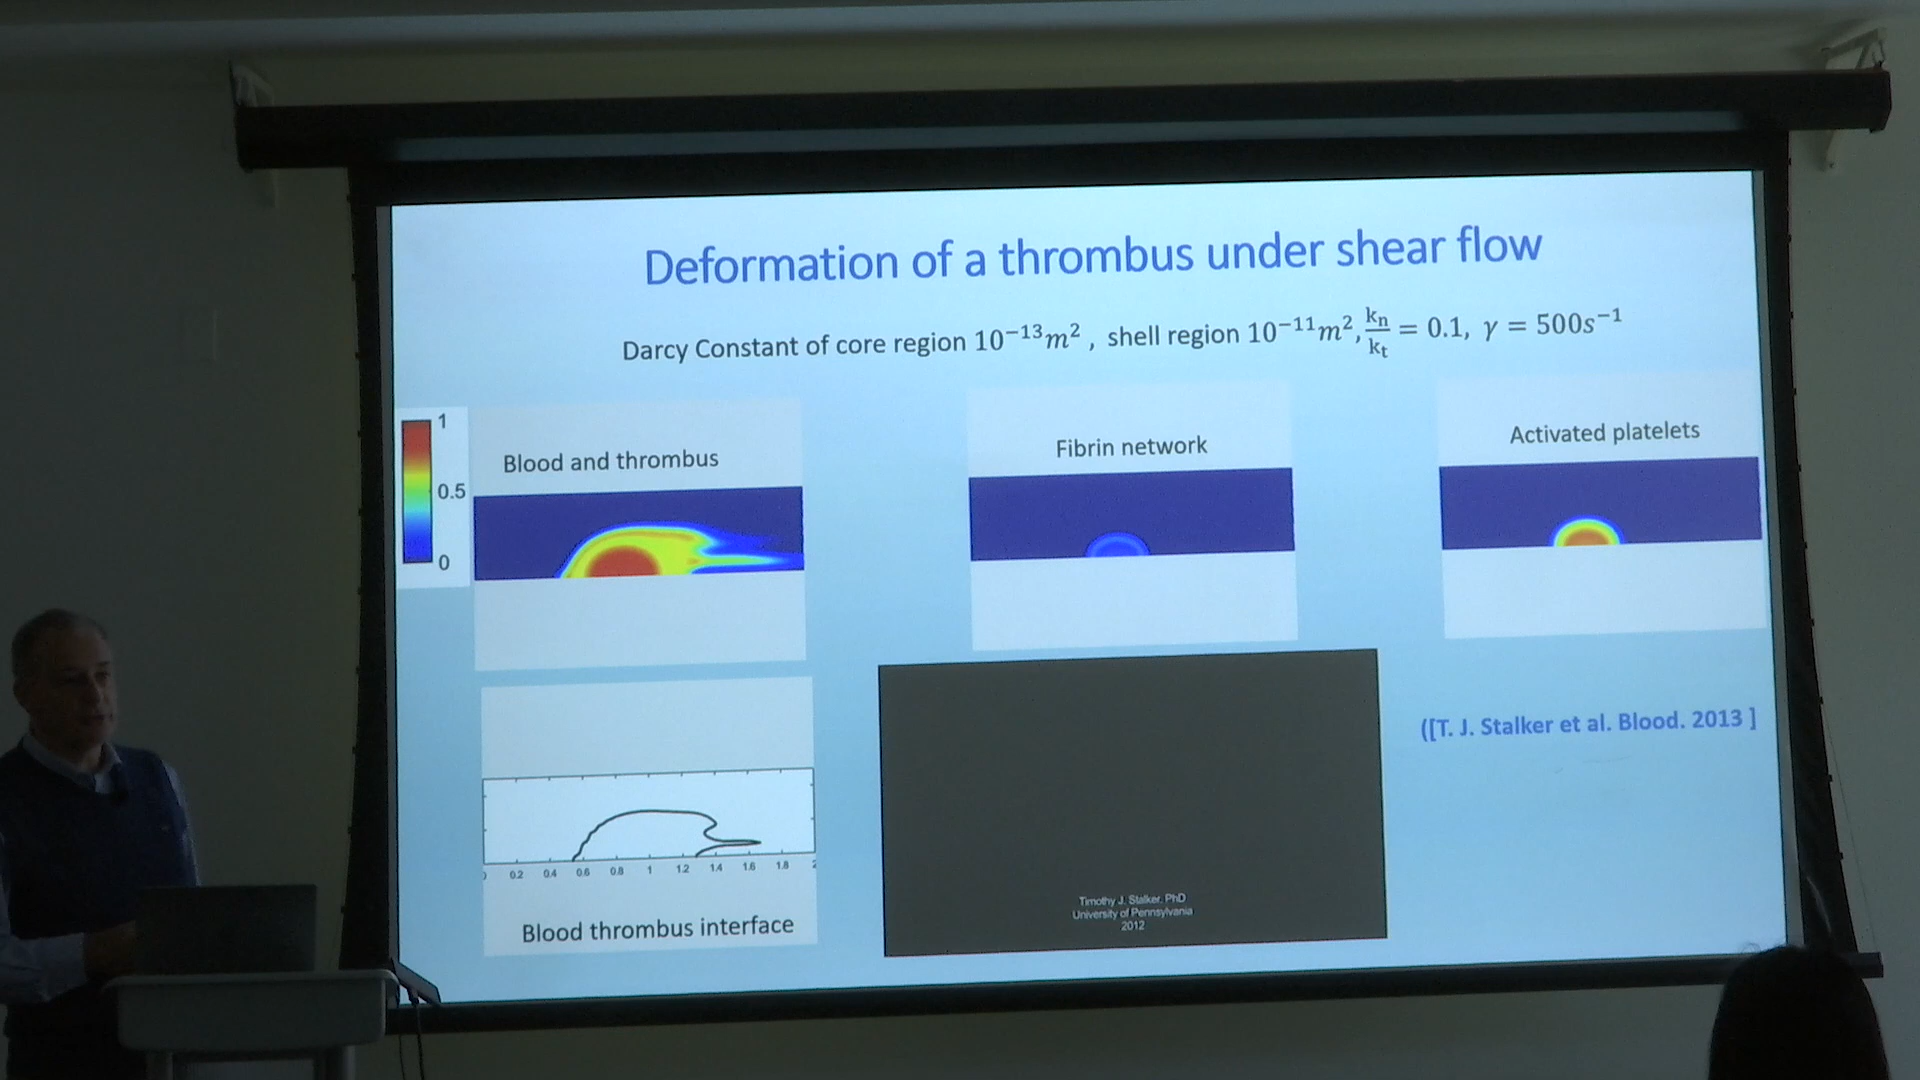 Deformation of a thrombus under shear flow
Darcy Constant of core region 10⁻¹³m² , shell region 10⁻¹¹m², kn/kt = 0.1, γ = 500s⁻¹
1
0.5
0
Blood and thrombus
Fibrin network
Activated platelets
([T. J. Stalker et al. Blood. 2013 ]
0.2 0.4 0.6 0.8 1 1.2 1.4 1.6 1.8
Blood thrombus interface
Timothy J. Stalker, PhD
University of Pennsylvania
2012